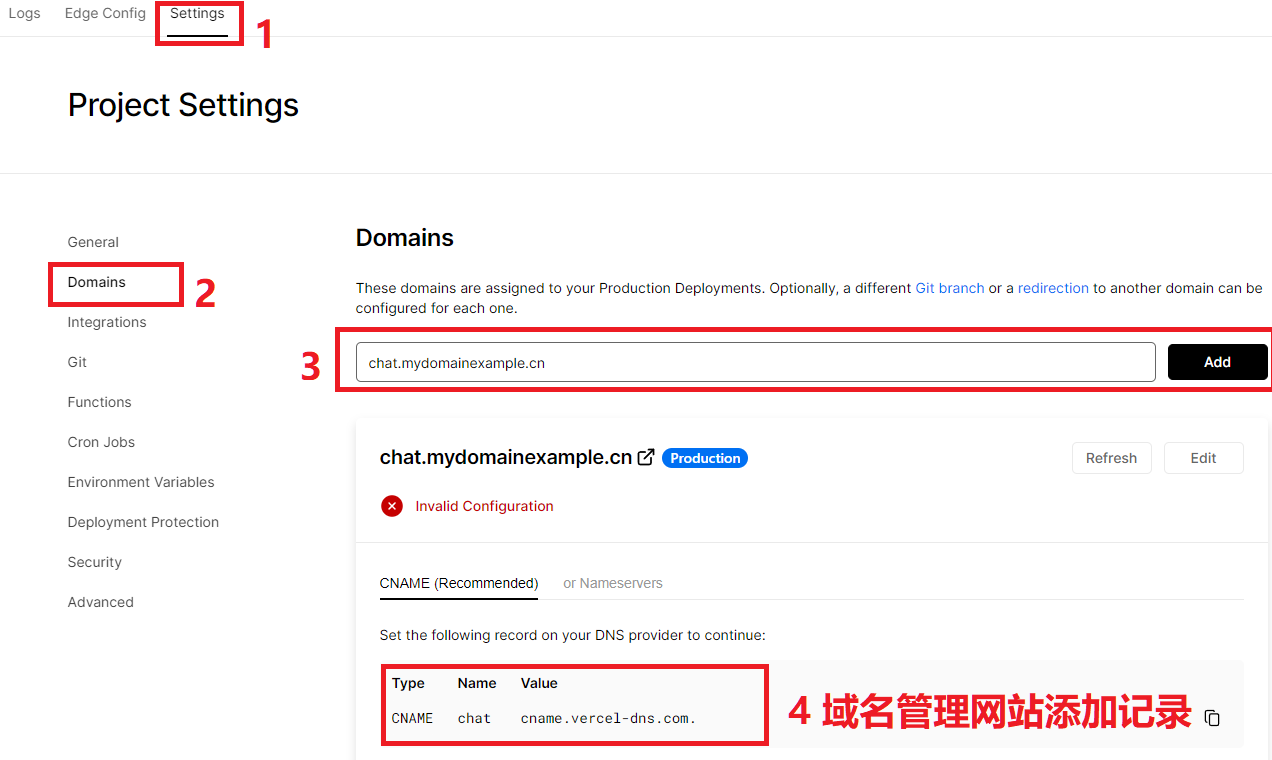 Logs Edge Config Settings 1
Project Settings
General
Domains 2
Integrations
Git
Functions
Cron Jobs
Environment Variables
Deployment Protection
Security
Advanced
Domains
These domains are assigned to your Production Deployments. Optionally, a different Git branch or a redirection to another domain can be
configured for each one.
3 chat.mydomainexample.cn Add
chat.mydomainexample.cn Production Refresh Edit
Invalid Configuration
CNAME (Recommended) or Nameservers
Set the following record on your DNS provider to continue:
Type Name Value
CNAME chat cname.vercel-dns.com.
4 域名管理网站添加记录